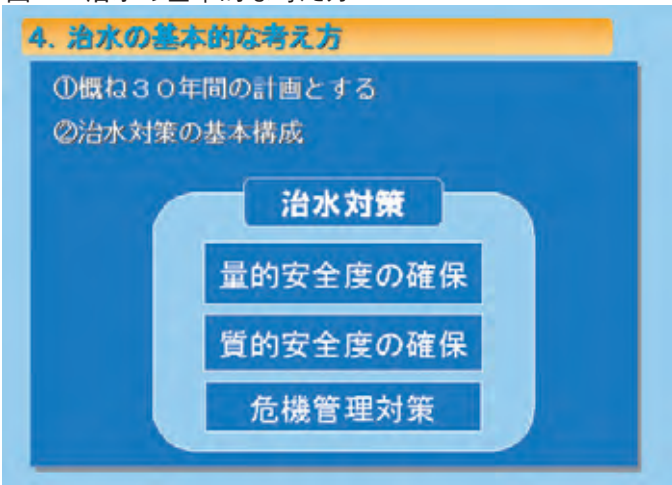 4. 治水の基本的な考え方
①概ね３０年間の計画とする
②治水対策の基本構成
治水対策
量的安全度の確保
質的安全度の確保
危機管理対策